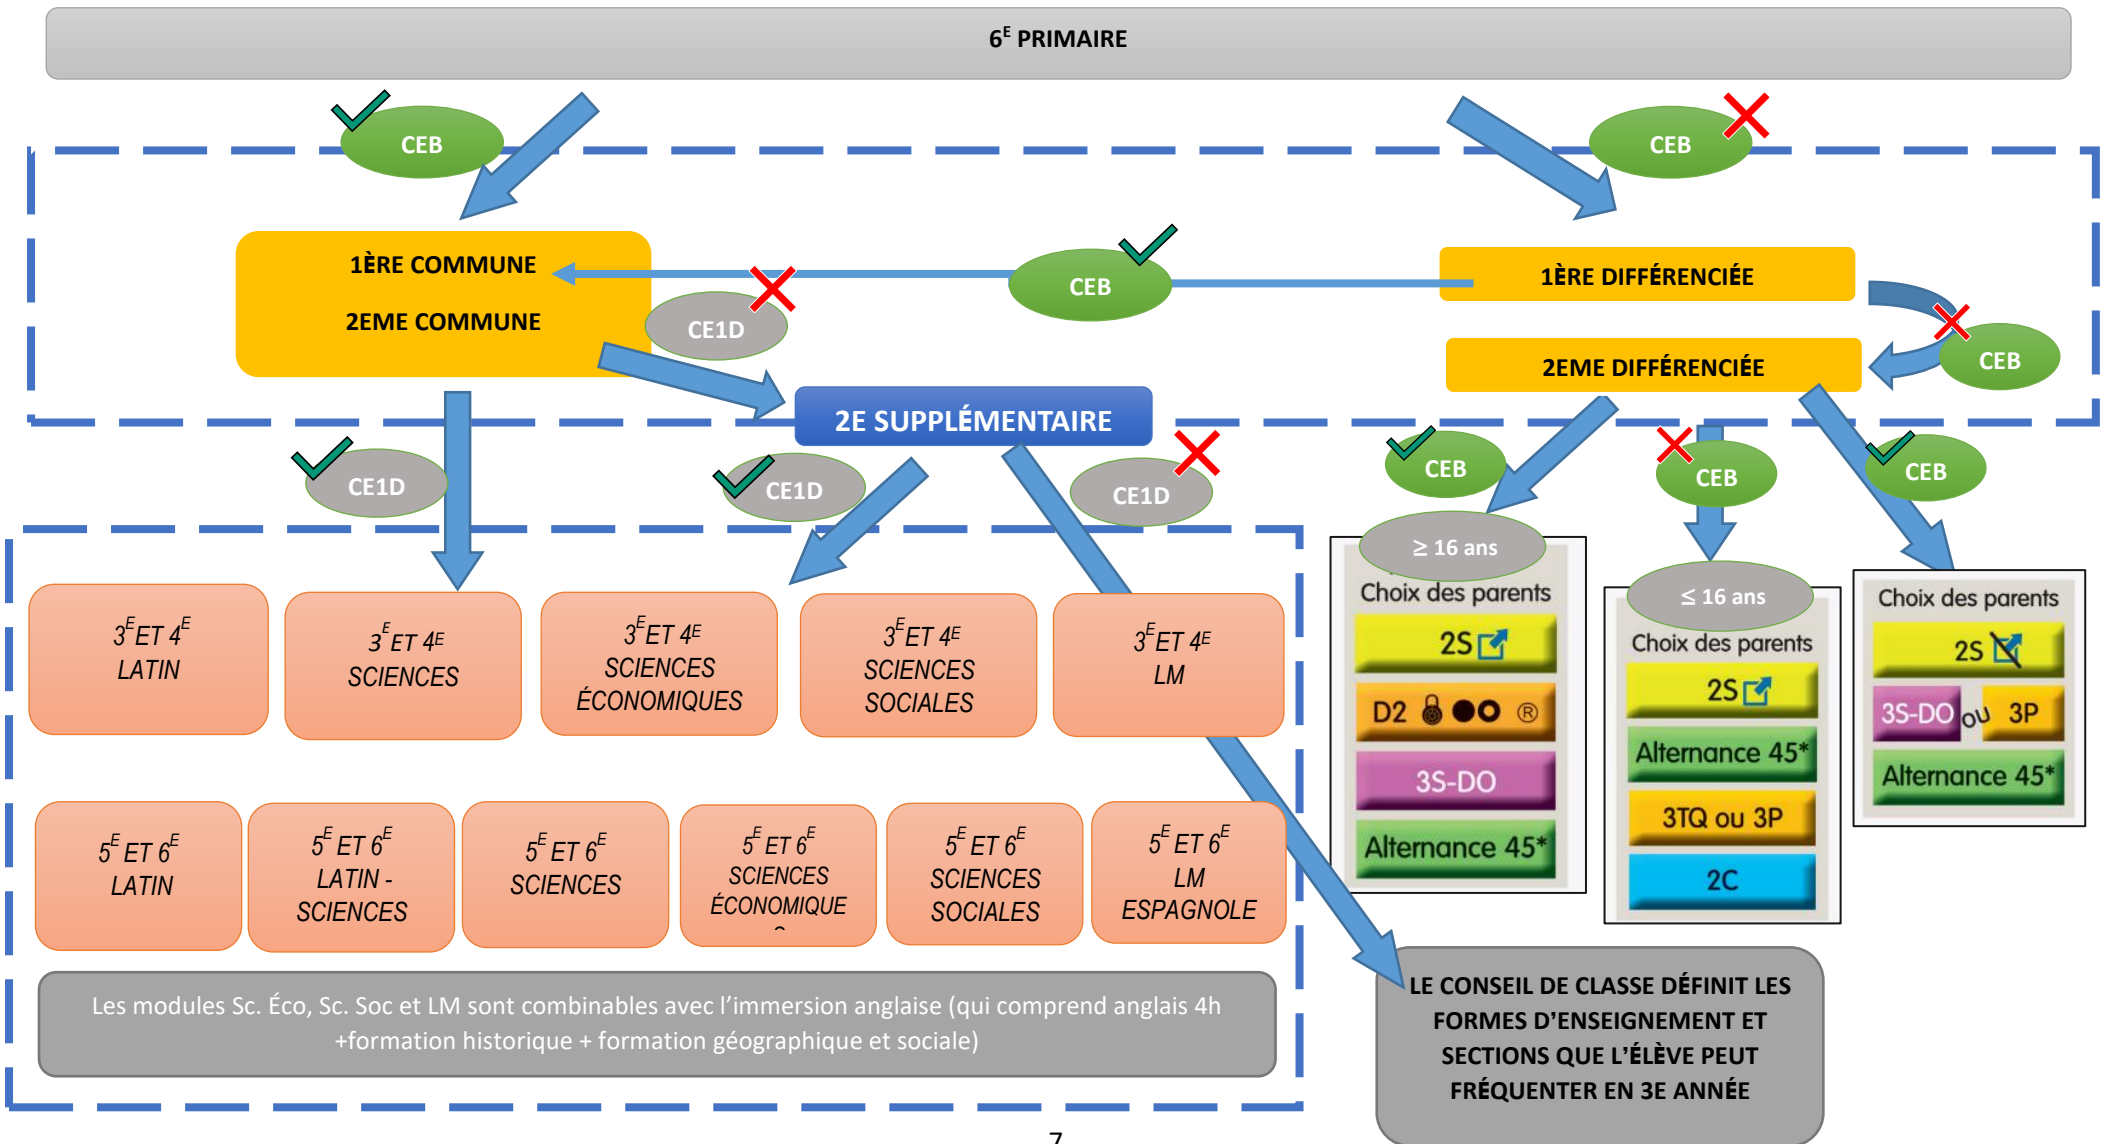 6E PRIMAIRE
CEB
CEB
1ÈRE COMMUNE
2EME COMMUNE
CE1D
CEB
1ÈRE DIFFÉRENCIÉE
2EME DIFFÉRENCIÉE
CEB
2E SUPPLÉMENTAIRE
CE1D
CE1D
CE1D
CEB
CEB
CEB
3E ET 4E
LATIN
3E ET 4E
SCIENCES
3E ET 4E
SCIENCES
ÉCONOMIQUES
3E ET 4E
SCIENCES
SOCIALES
3E ET 4E
LM
≥ 16 ans
Choix des parents
2S
D2 ®
3S-DO
Alternance 45*
≤ 16 ans
Choix des parents
2S
Alternance 45*
3TQ ou 3P
2C
Choix des parents
2S
3S-DO ou 3P
Alternance 45*
5E ET 6E
LATIN
5E ET 6E
LATIN -
SCIENCES
5E ET 6E
SCIENCES
5E ET 6E
SCIENCES
ÉCONOMIQUE
5E ET 6E
SCIENCES
SOCIALES
5E ET 6E
LM
ESPAGNOLE
Les modules Sc. Éco, Sc. Soc et LM sont combinables avec l'immersion anglaise (qui comprend anglais 4h
+formation historique + formation géographique et sociale)
LE CONSEIL DE CLASSE DÉFINIT LES
FORMES D'ENSEIGNEMENT ET
SECTIONS QUE L'ÉLÈVE PEUT
FRÉQUENTER EN 3E ANNÉE
7